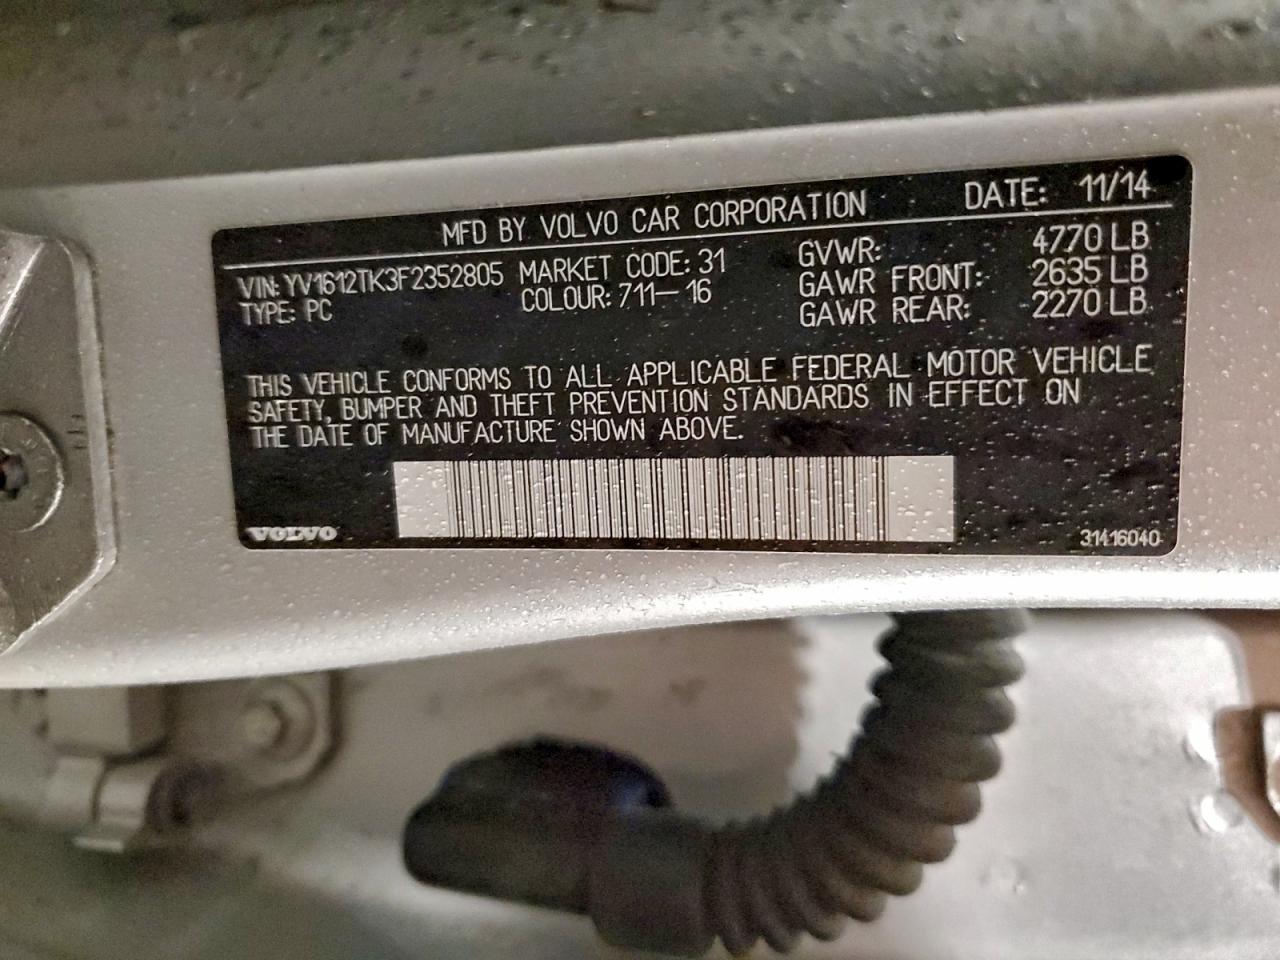 MFD BY VOLVO CAR CORPORATION DATE: 11/14
VIN: YV1612TK3F2352805 MARKET CODE: 31 GVWR: 4770 LB
TYPE: PC COLOUR: 711-16 GAWR FRONT: 2635 LB
GAWR REAR: 2270 LB
THIS VEHICLE CONFORMS TO ALL APPLICABLE FEDERAL MOTOR VEHICLE
SAFETY, BUMPER AND THEFT PREVENTION STANDARDS IN EFFECT ON
THE DATE OF MANUFACTURE SHOWN ABOVE.
VOLVO 31416040